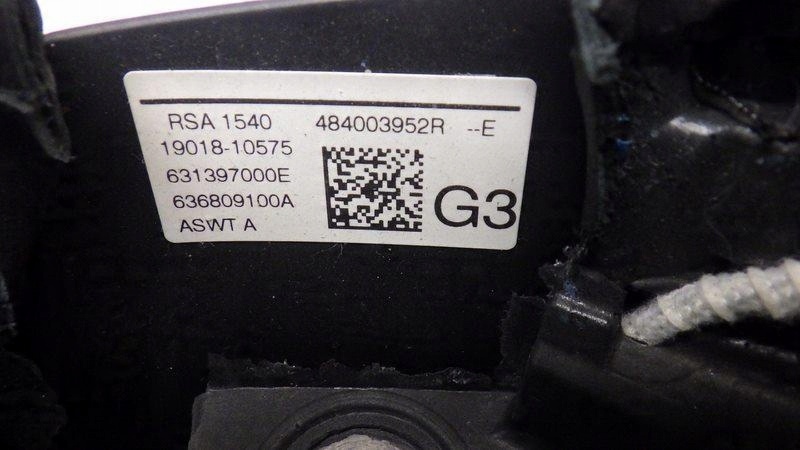 RSA 1540 484003952R --E
19018-10575
631397000E
636809100A
ASWT A
G3